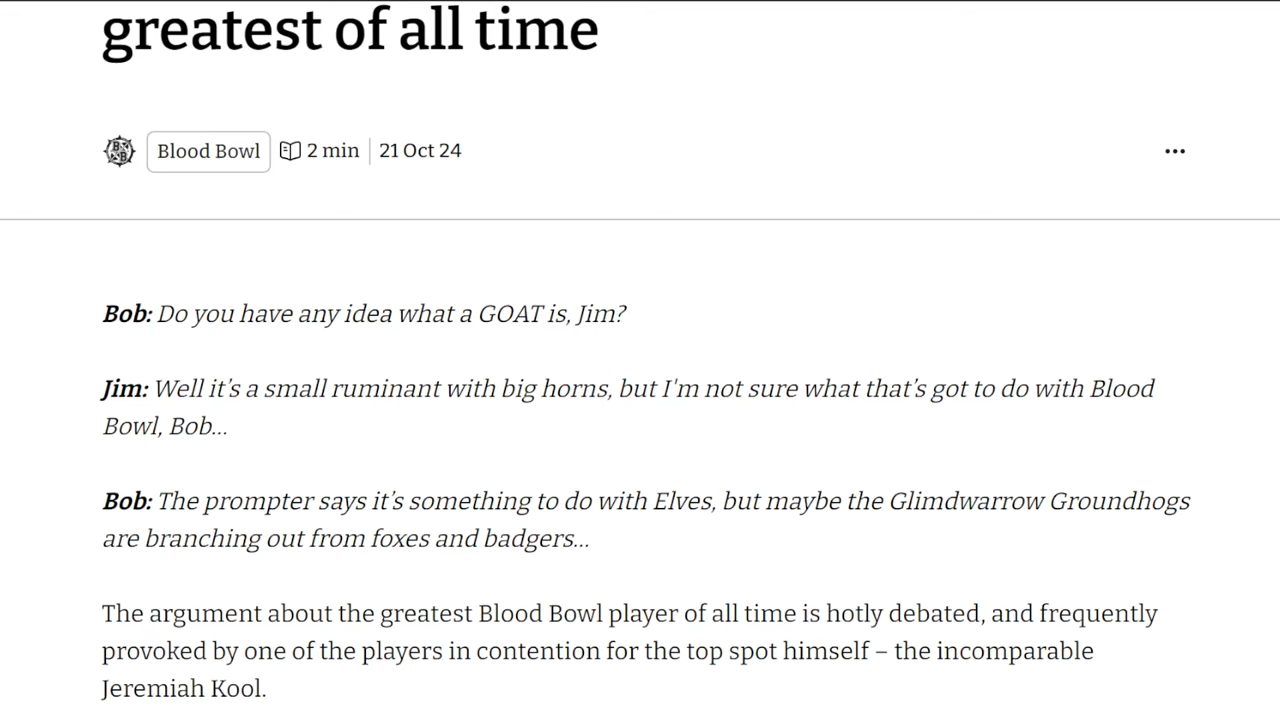 greatest of all time
Blood Bowl 2 min 21 Oct 24
Bob: Do you have any idea what a GOAT is, Jim?
Jim: Well it’s a small ruminant with big horns, but I'm not sure what that’s got to do with Blood
Bowl, Bob...
Bob: The prompter says it’s something to do with Elves, but maybe the Glimdwarrow Groundhogs
are branching out from foxes and badgers...
The argument about the greatest Blood Bowl player of all time is hotly debated, and frequently
provoked by one of the players in contention for the top spot himself – the incomparable
Jeremiah Kool.